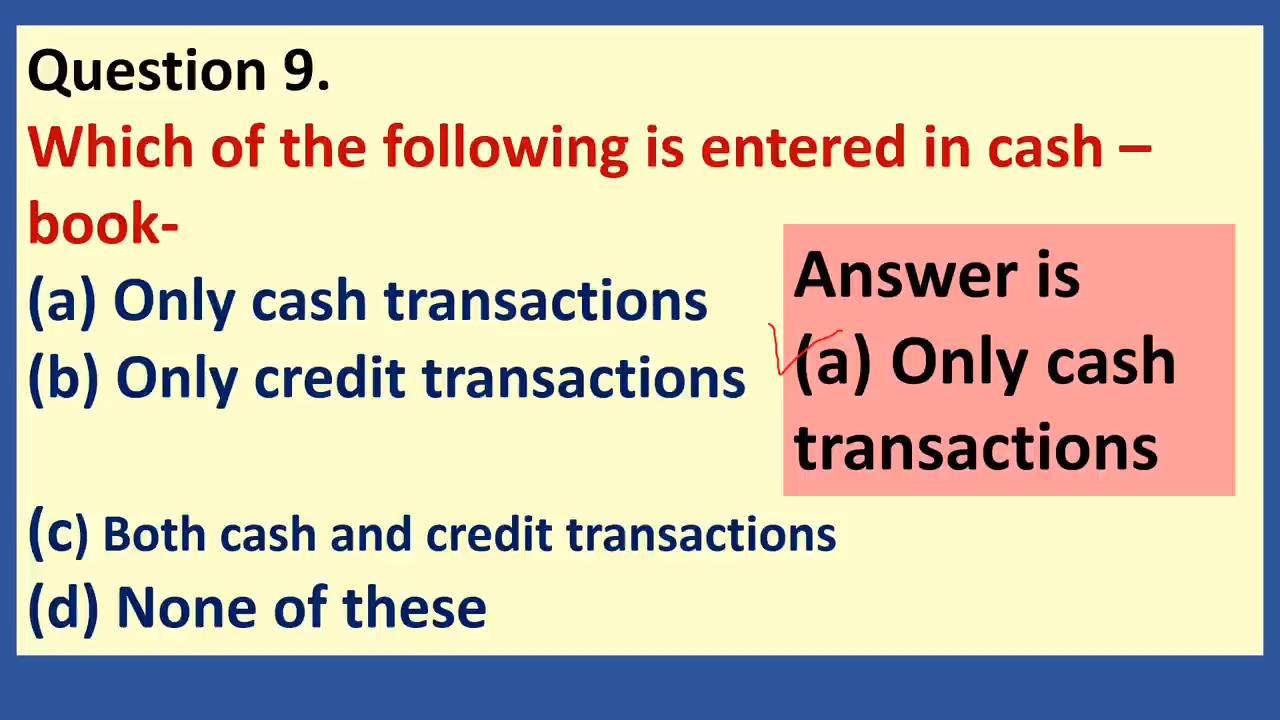 Question 9.
Which of the following is entered in cash –
book-
(a) Only cash transactions
(b) Only credit transactions
(c) Both cash and credit transactions
(d) None of these
Answer is
(a) Only cash
transactions